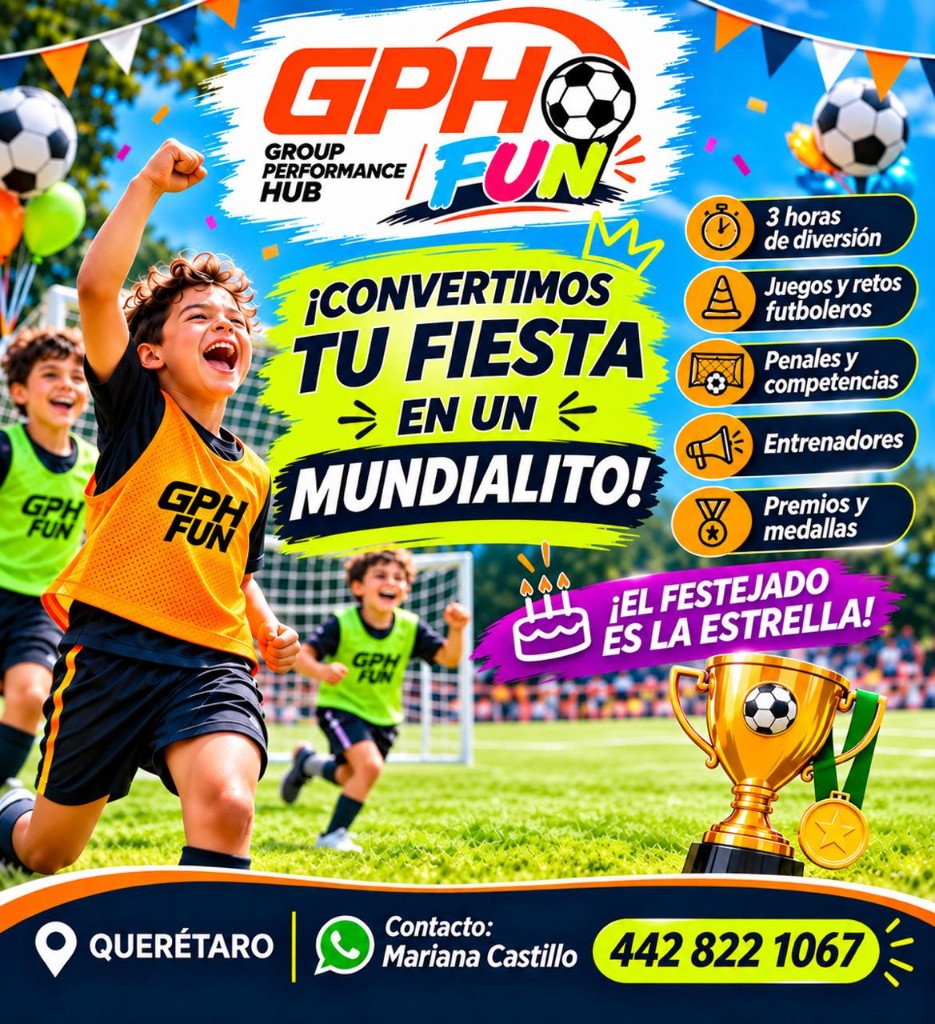 GPH
FUN
GROUP
PERFORMANCE
HUB
¡CONVERTIMOS
TU FIESTA
EN UN
MUNDIALITO!
3 horas
de diversión
Juegos y retos
futboleros
Penales y
competencias
Entrenadores
Premios y
medallas
¡EL FESTEJADO
ES LA ESTRELLA!
GPH
FUN
GPH
FUN
GPH
FUN
QUERÉTARO
Contacto:
Mariana Castillo
442 822 1067